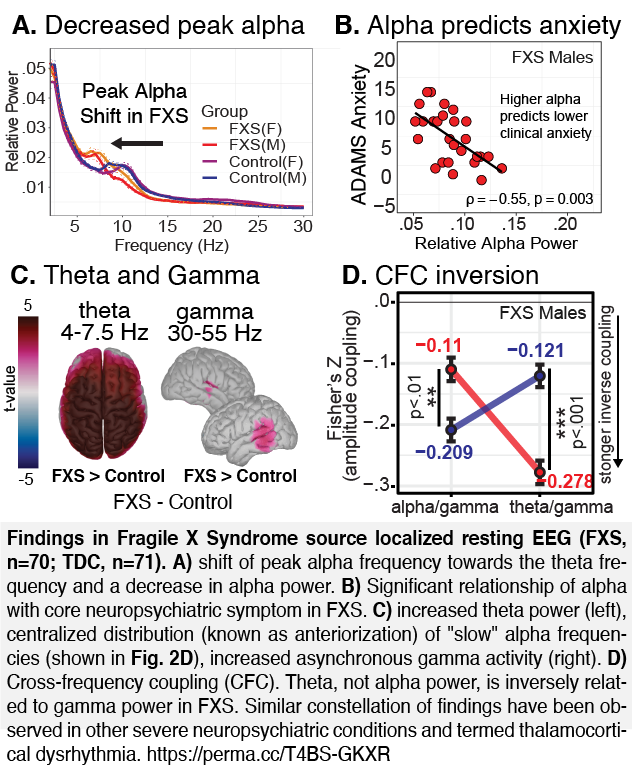 A. Decreased peak alpha
.05
.04
.03
.02
.01
Relative Power
Peak Alpha
Shift in FXS
Group
FXS(F)
FXS(M)
Control(F)
Control(M)
5
10
15
20
25
30
Frequency (Hz)
B. Alpha predicts anxiety
20
15
10
5
0
−5
ADAMS Anxiety
FXS Males
Higher alpha
predicts lower
clinical anxiety
ρ = −0.55, p = 0.003
.05
.10
.15
.20
Relative Alpha Power
C. Theta and Gamma
5
-5
t-value
theta
4-7.5 Hz
gamma
30-55 Hz
FXS > Control
FXS > Control
FXS - Control
D. CFC inversion
.0
-.1
-.2
-.3
Fisher's Z
(amplitude coupling)
FXS Males
−0.11
−0.121
p<.01
**
***
p<.001
−0.209
−0.278
stonger inverse coupling
alpha/gamma
theta/gamma
Findings in Fragile X Syndrome source localized resting EEG (FXS,
n=70; TDC, n=71). A) shift of peak alpha frequency towards the theta fre-
quency and a decrease in alpha power. B) Significant relationship of alpha
with core neuropsychiatric symptom in FXS. C) increased theta power (left),
centralized distribution (known as anteriorization) of "slow" alpha frequen-
cies (shown in Fig. 2D), increased asynchronous gamma activity (right). D)
Cross-frequency coupling (CFC). Theta, not alpha power, is inversely relat-
ed to gamma power in FXS. Similar constellation of findings have been ob-
served in other severe neuropsychiatric conditions and termed thalamocorti-
cal dysrhythmia. https://perma.cc/T4BS-GKXR